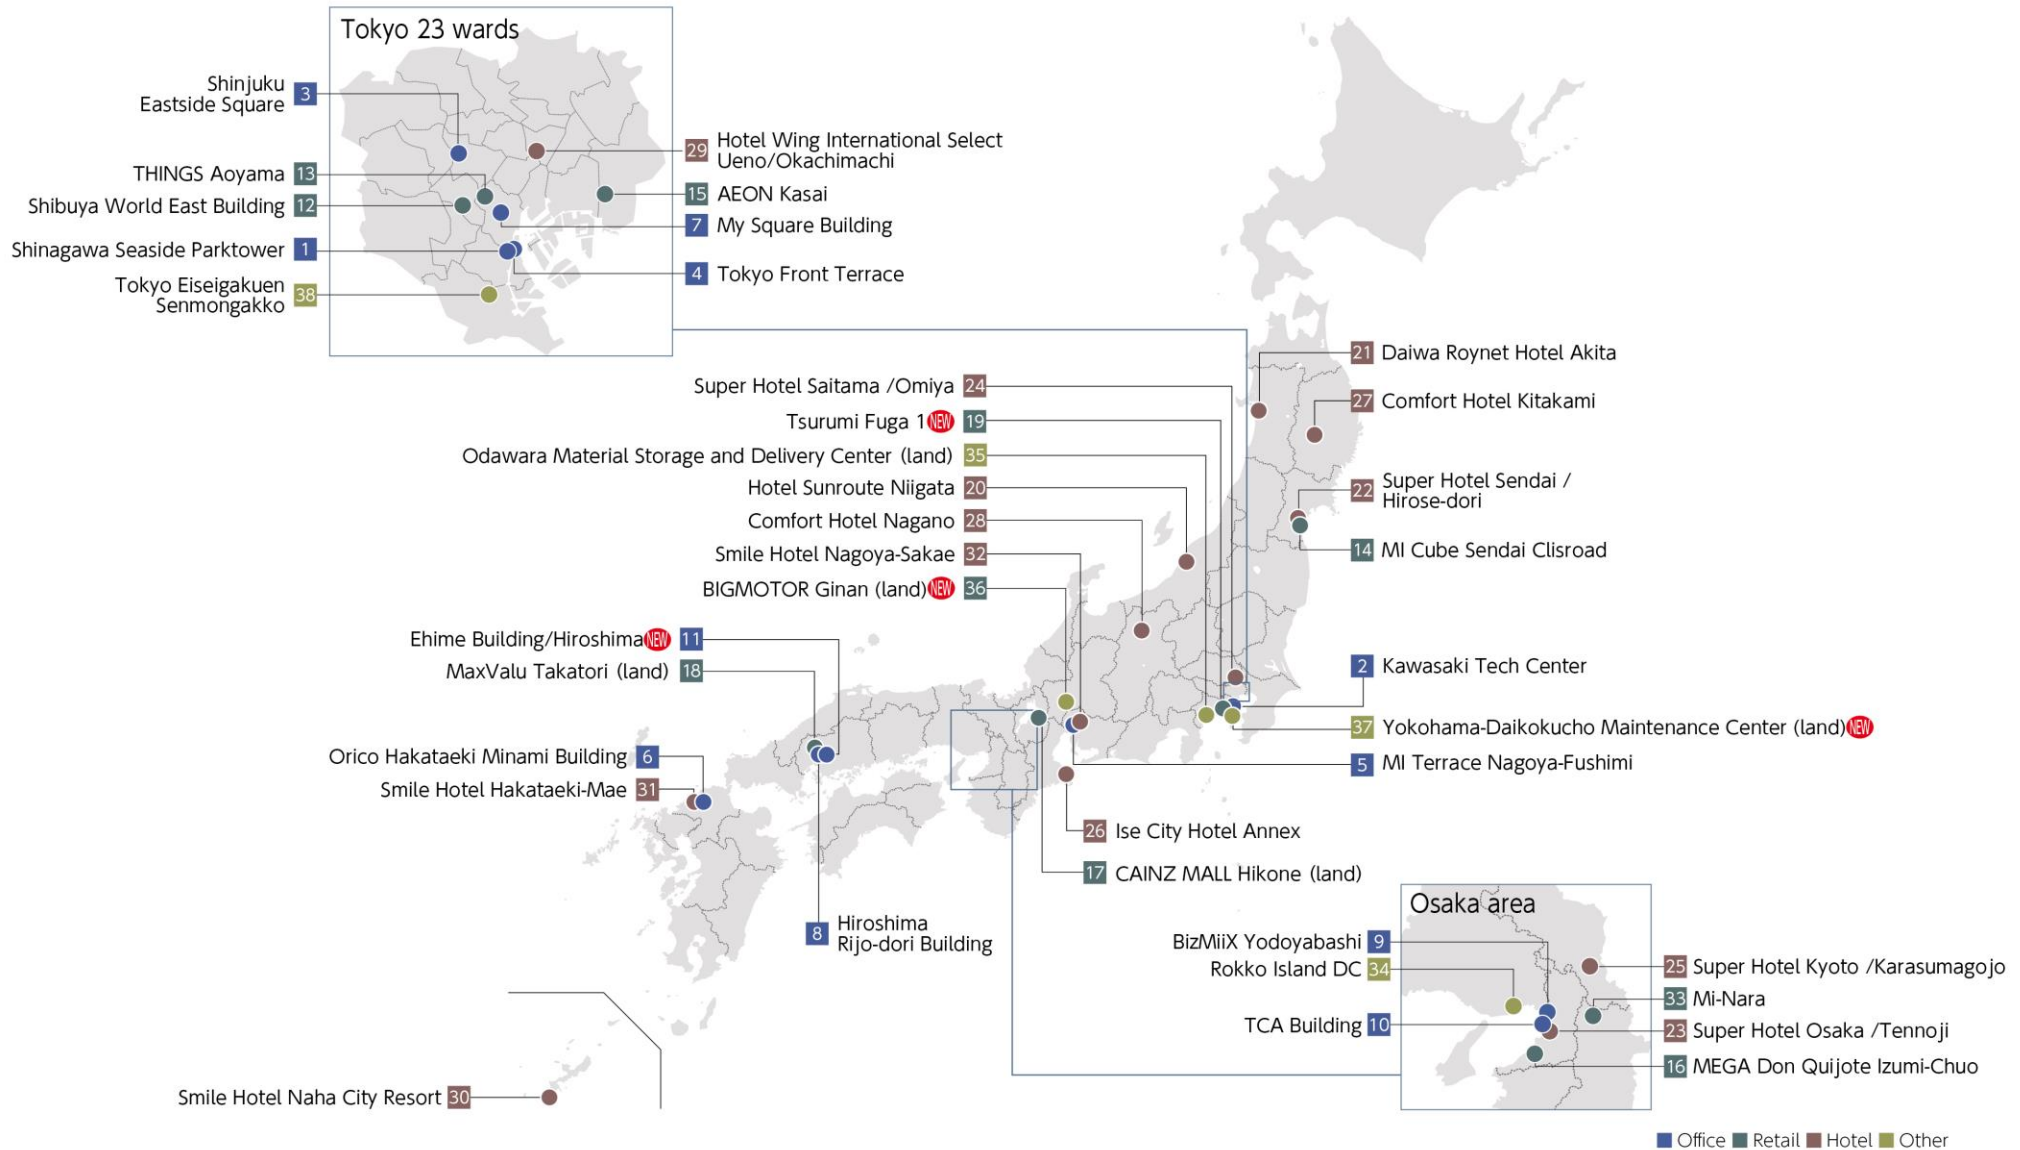 Tokyo 23 wards
Shinjuku
Eastside Square
3
THINGS Aoyama 13
Shibuya World East Building 12
Shinagawa Seaside Parktower 1
Tokyo Eiseigakuen
Senmongakko
38
29
Hotel Wing International Select
Ueno/Okachimachi
15 AEON Kasai
7 My Square Building
4 Tokyo Front Terrace
Super Hotel Saitama /Omiya 24
Tsurumi Fuga 1 NEW 19
Odawara Material Storage and Delivery Center (land) 35
Hotel Sunroute Niigata 20
Comfort Hotel Nagano 28
Smile Hotel Nagoya-Sakae 32
BIGMOTOR Ginan (land) NEW 36
Ehime Building/Hiroshima NEW 11
MaxValu Takatori (land) 18
Orico Hakataeki Minami Building 6
Smile Hotel Hakataeki-Mae 31
8
Hiroshima
Rijo-dori Building
Smile Hotel Naha City Resort 30
21 Daiwa Roynet Hotel Akita
27 Comfort Hotel Kitakami
22
Super Hotel Sendai /
Hirose-dori
14 MI Cube Sendai Clisroad
2 Kawasaki Tech Center
37 Yokohama-Daikokucho Maintenance Center (land) NEW
5 MI Terrace Nagoya-Fushimi
26 Ise City Hotel Annex
17 CAINZ MALL Hikone (land)
Osaka area
BizMiiX Yodoyabashi 9
Rokko Island DC 34
TCA Building 10
25 Super Hotel Kyoto /Karasumagojo
33 Mi-Nara
23 Super Hotel Osaka /Tennoji
16 MEGA Don Quijote Izumi-Chuo
Office Retail Hotel Other